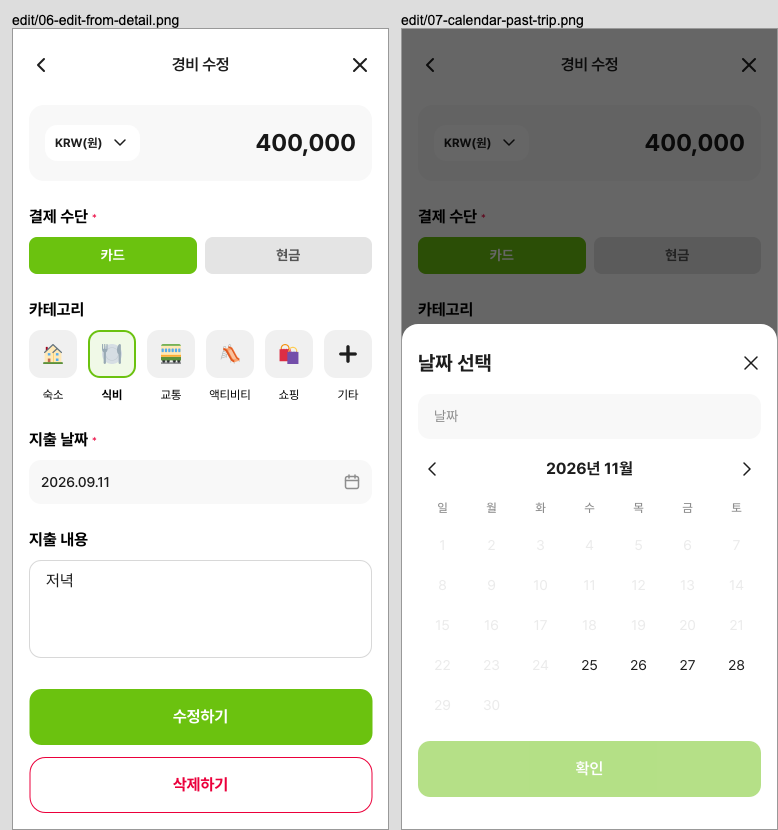 edit/06-edit-from-detail.png
경비 수정
KRW(원)
400,000
결제 수단 •
카드
현금
카테고리
숙소
식비
교통
액티비티
쇼핑
기타
지출 날짜 •
2026.09.11
지출 내용
저녁
수정하기
삭제하기
edit/07-calendar-past-trip.png
경비 수정
KRW(원)
400,000
결제 수단 •
카드
현금
카테고리
날짜 선택
날짜
2026년 11월
일 월 화 수 목 금 토
1 2 3 4 5 6 7
8 9 10 11 12 13 14
15 16 17 18 19 20 21
22 23 24 25 26 27 28
29 30
확인